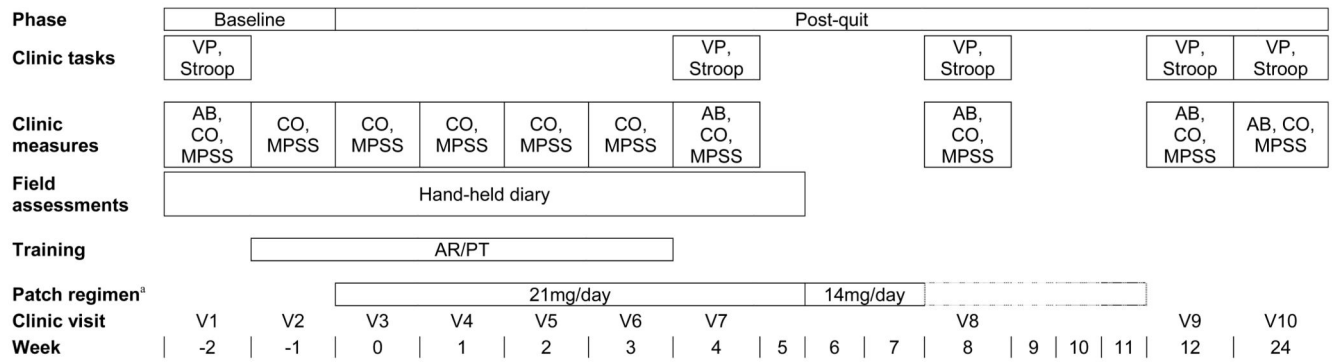 Phase Baseline Post-quit
Clinic tasks VP, Stroop VP, Stroop VP, Stroop VP, Stroop VP, Stroop
Clinic measures AB, CO, MPSS CO, MPSS CO, MPSS CO, MPSS CO, MPSS CO, MPSS AB, CO, MPSS AB, CO, MPSS AB, CO, MPSS AB, CO, MPSS
Field assessments Hand-held diary
Training AR/PT
Patch regimenᵃ 21mg/day 14mg/day
Clinic visit V1 V2 V3 V4 V5 V6 V7 V8 V9 V10
Week | -2 | -1 | 0 | 1 | 2 | 3 | 4 | 5 | 6 | 7 | 8 | 9 | 10 | 11 | 12 | 24 |